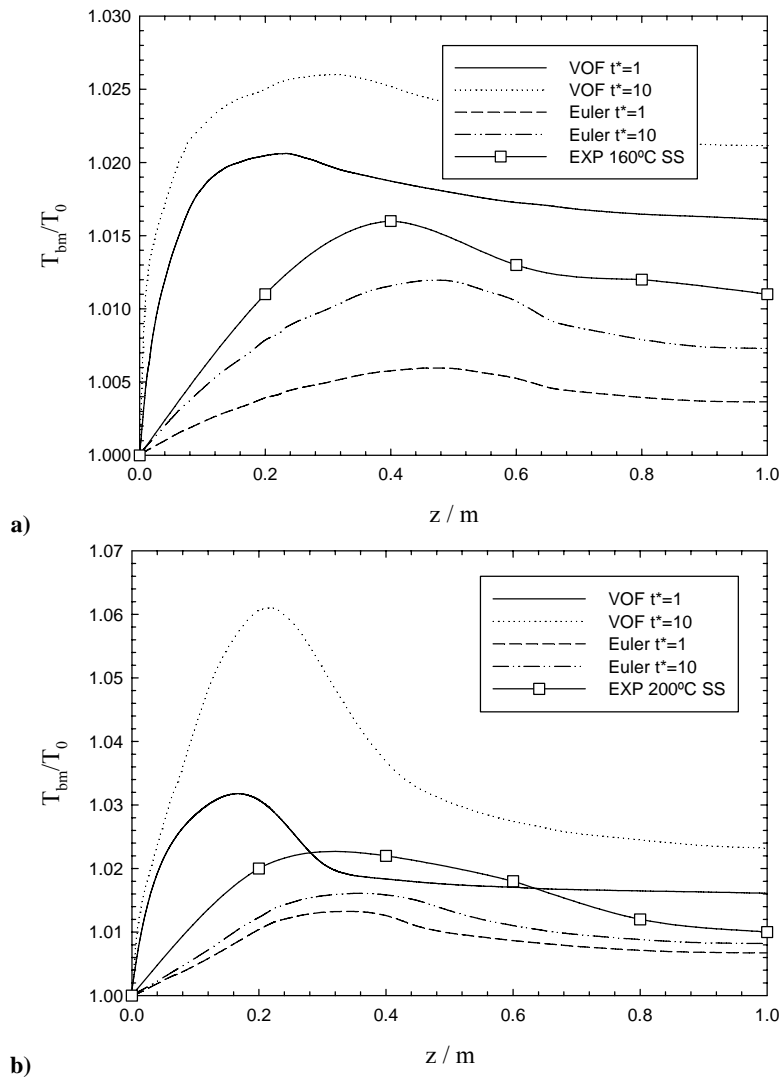 1.030
1.025
1.020
1.015
1.010
1.005
1.000
T_bm/T_0
VOF t*=1
VOF t*=10
Euler t*=1
Euler t*=10
EXP 160ºC SS
0.0 0.2 0.4 0.6 0.8 1.0
z / m
a)
1.07
1.06
1.05
1.04
1.03
1.02
1.01
1.00
T_bm/T_0
VOF t*=1
VOF t*=10
Euler t*=1
Euler t*=10
EXP 200ºC SS
0.0 0.2 0.4 0.6 0.8 1.0
z / m
b)